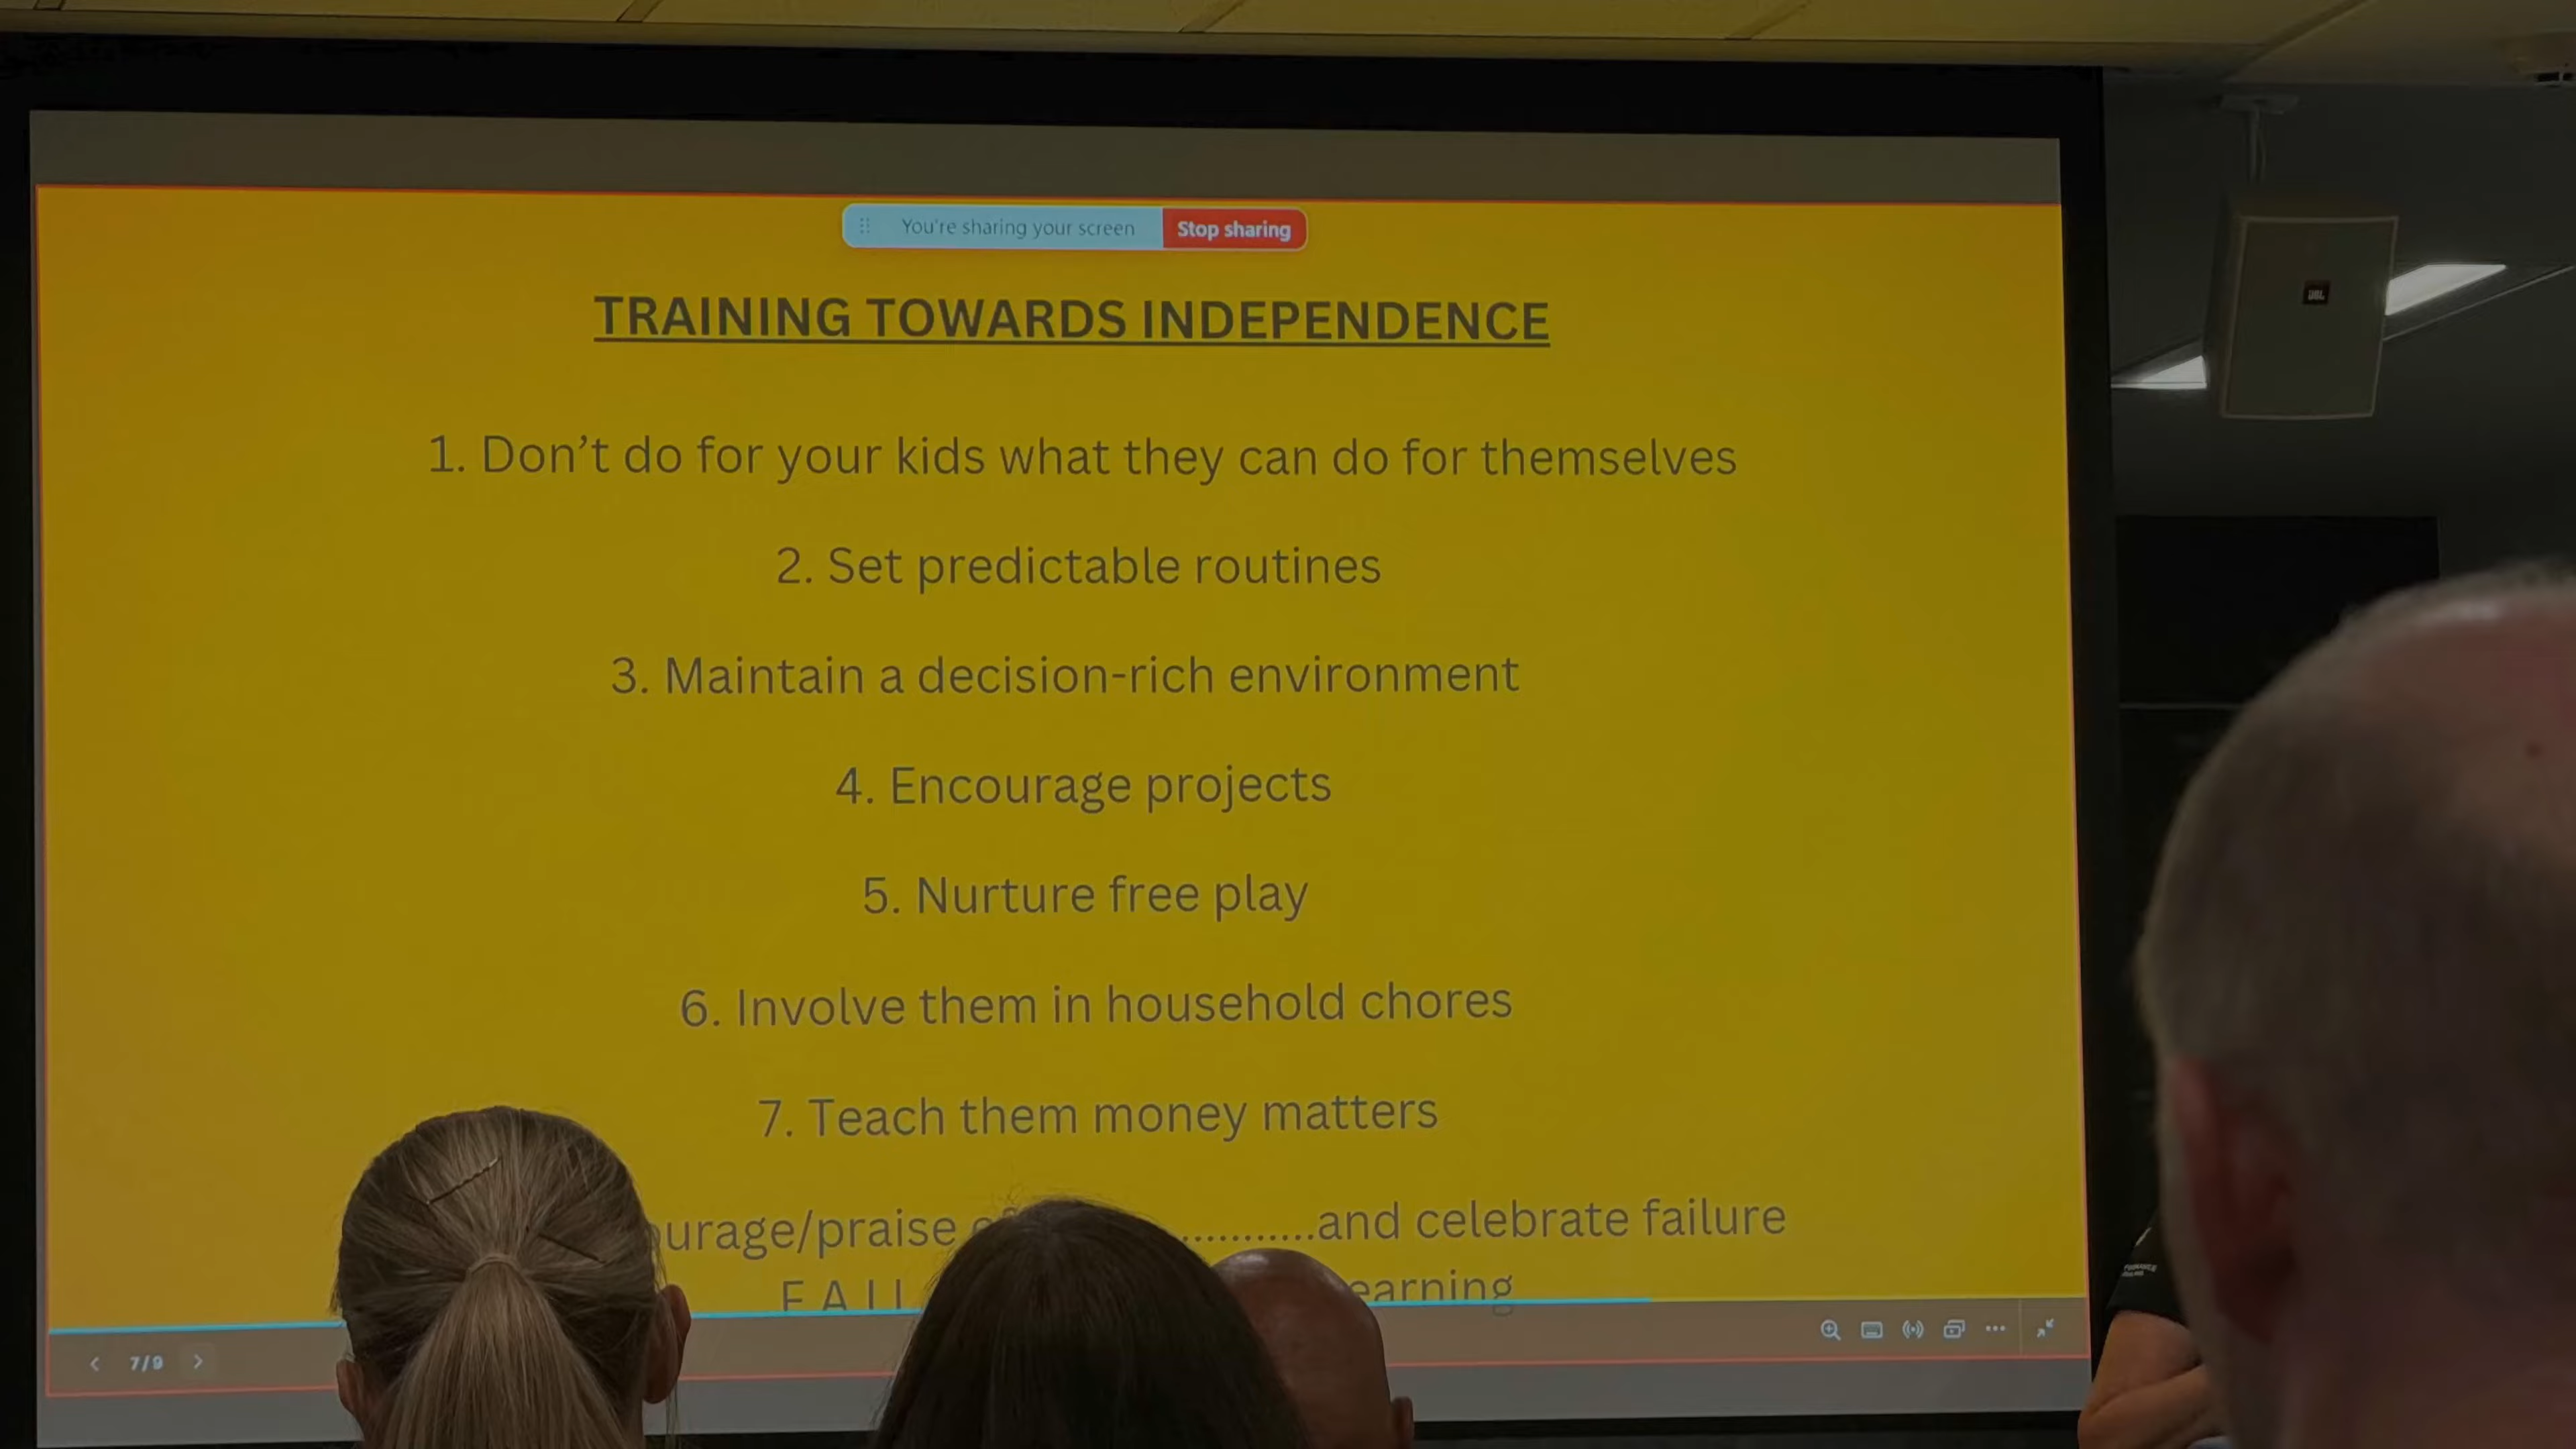 You're sharing your screen Stop sharing
TRAINING TOWARDS INDEPENDENCE
1. Don't do for your kids what they can do for themselves
2. Set predictable routines
3. Maintain a decision-rich environment
4. Encourage projects
5. Nurture free play
6. Involve them in household chores
7. Teach them money matters
urage/praise ............and celebrate failure
F A I L earning
7/9
JBL